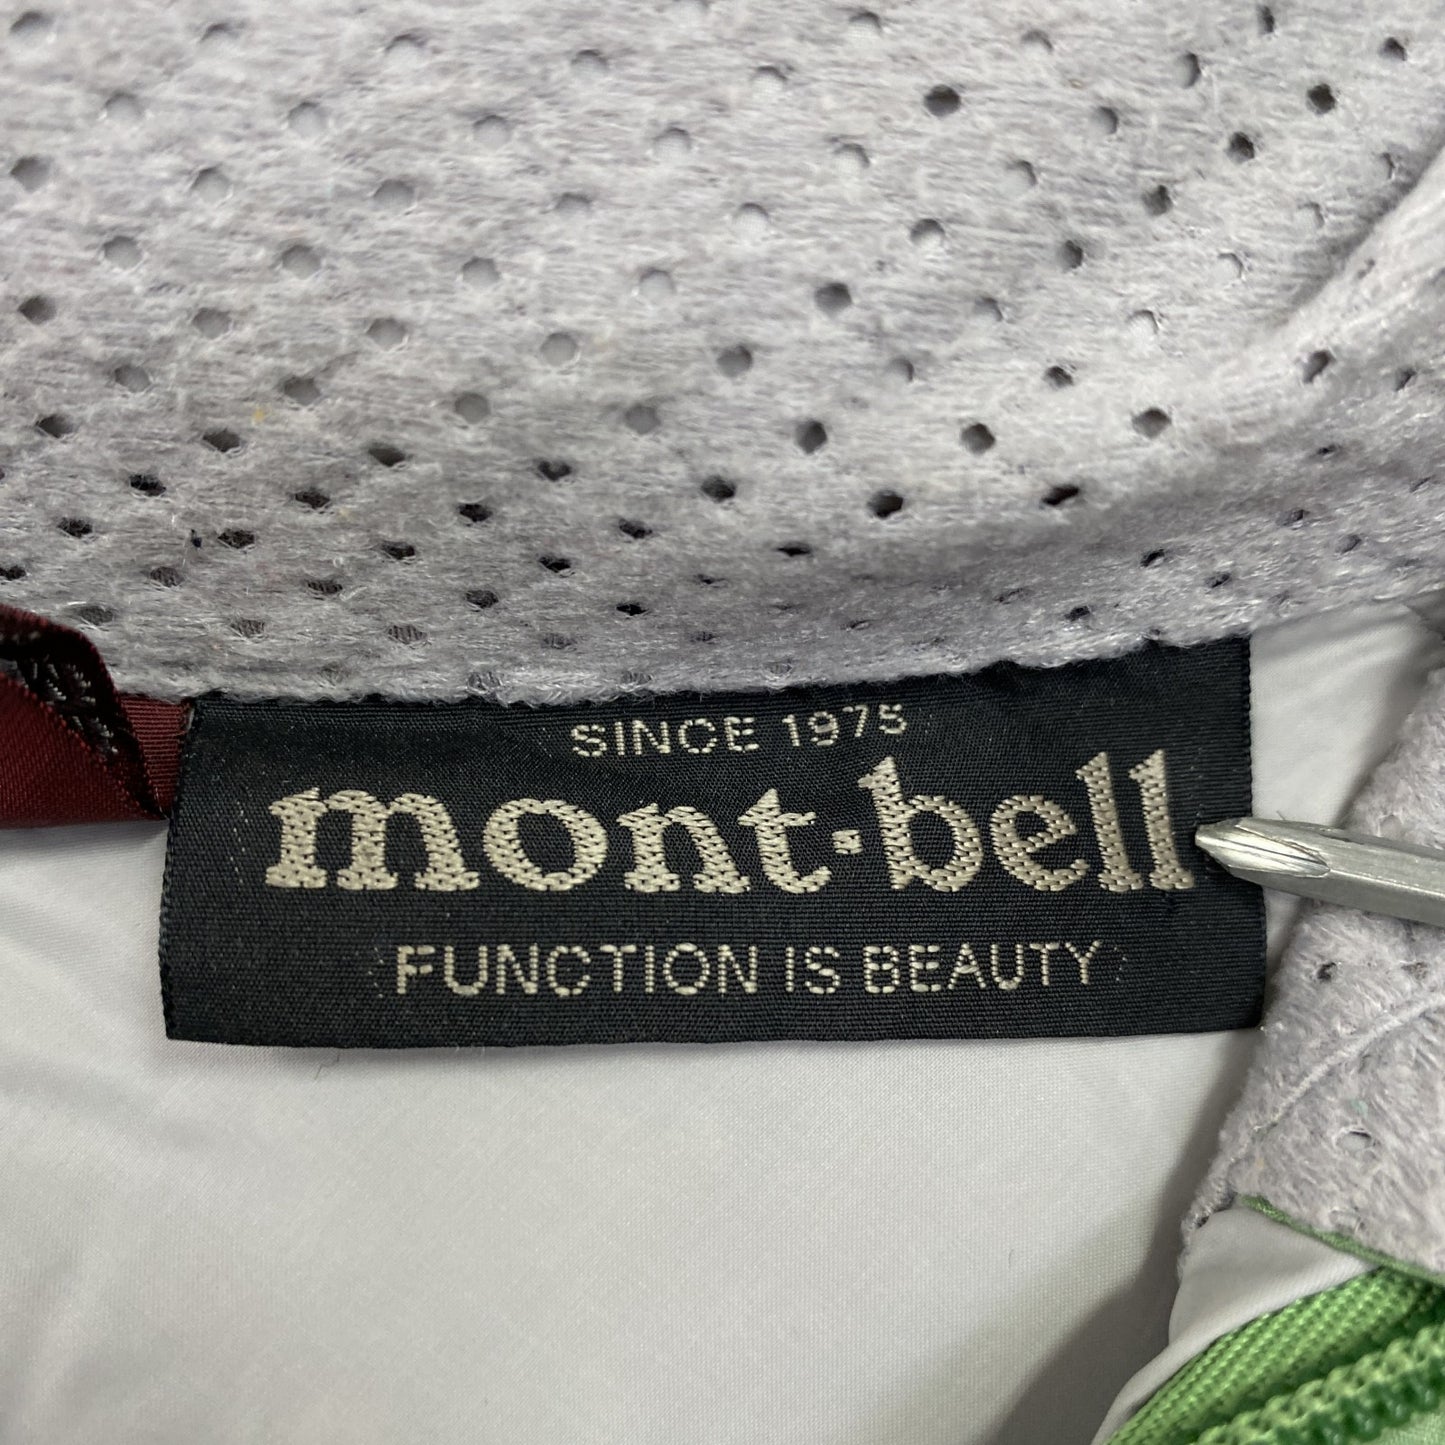 SINCE 1975
mont·bell
FUNCTION IS BEAUTY